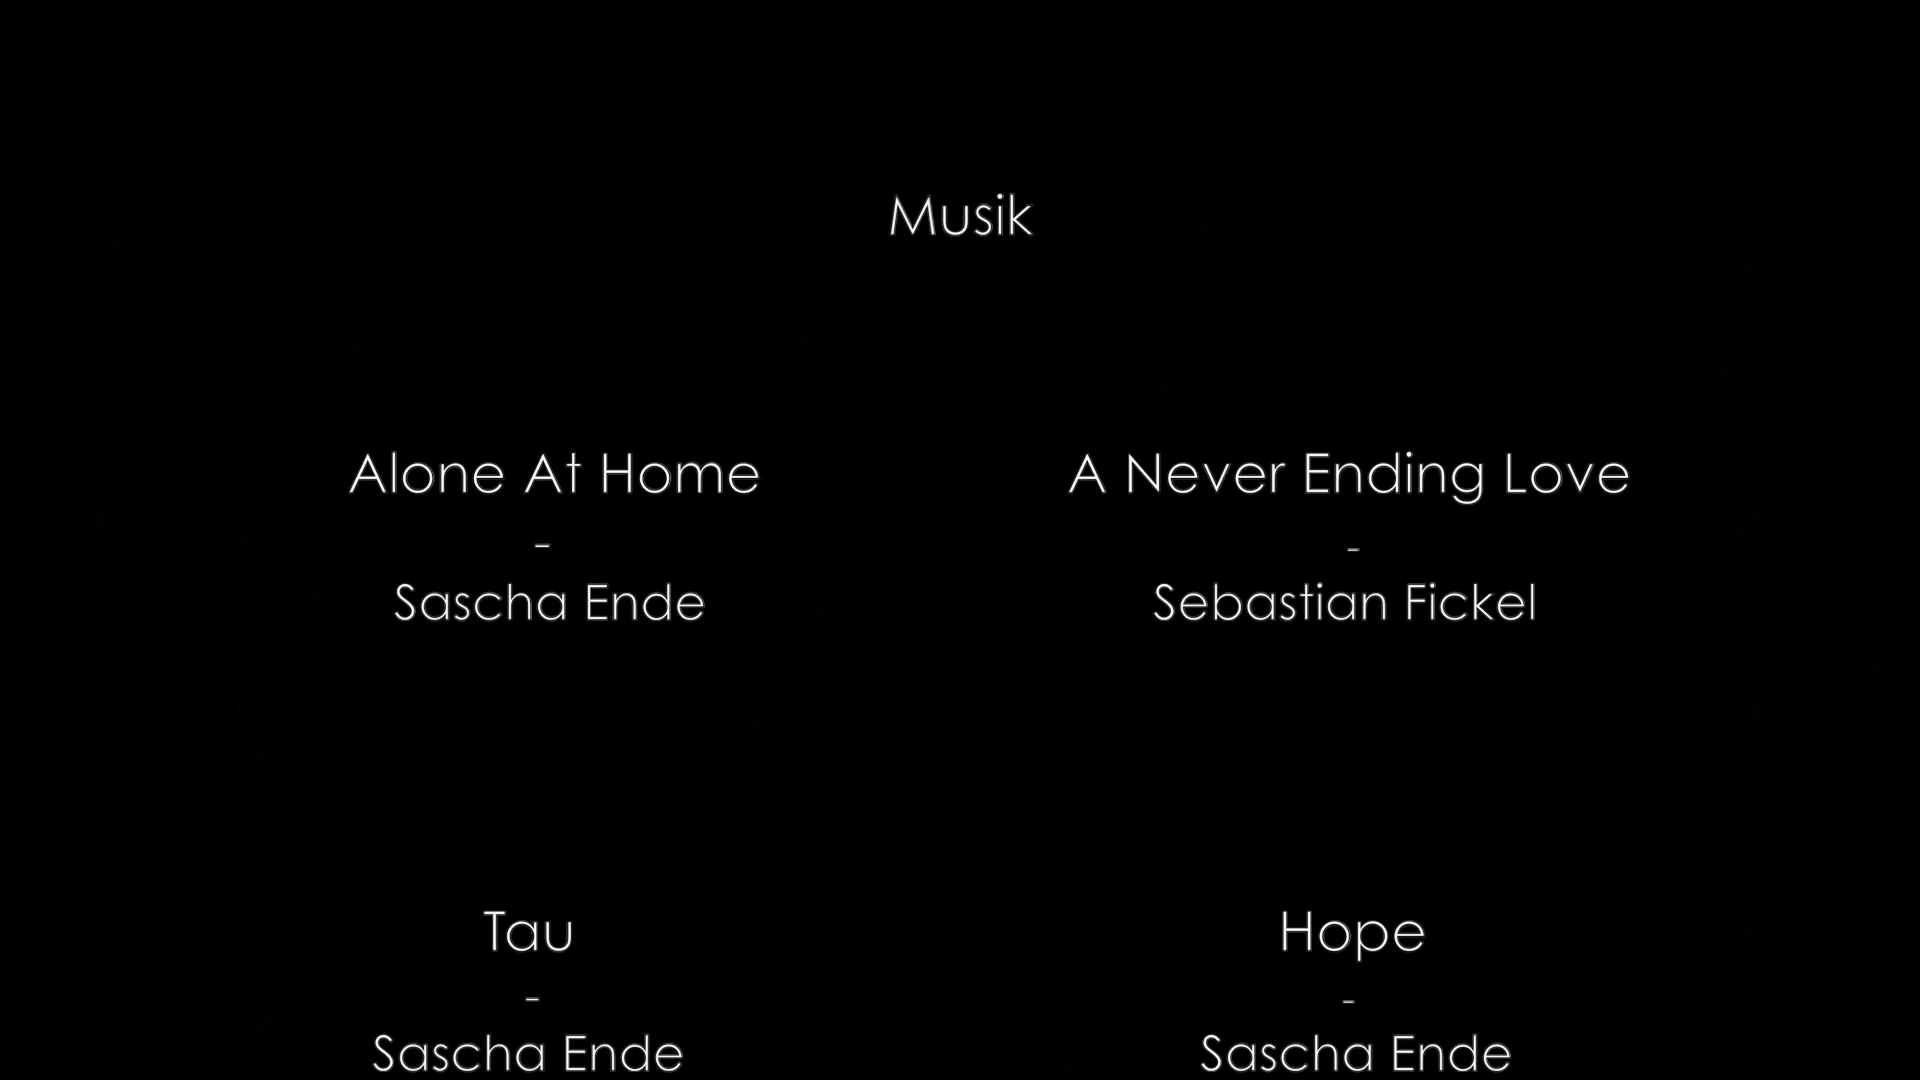 Musik
Alone At Home
-
Sascha Ende
A Never Ending Love
-
Sebastian Fickel
Tau
-
Sascha Ende
Hope
-
Sascha Ende